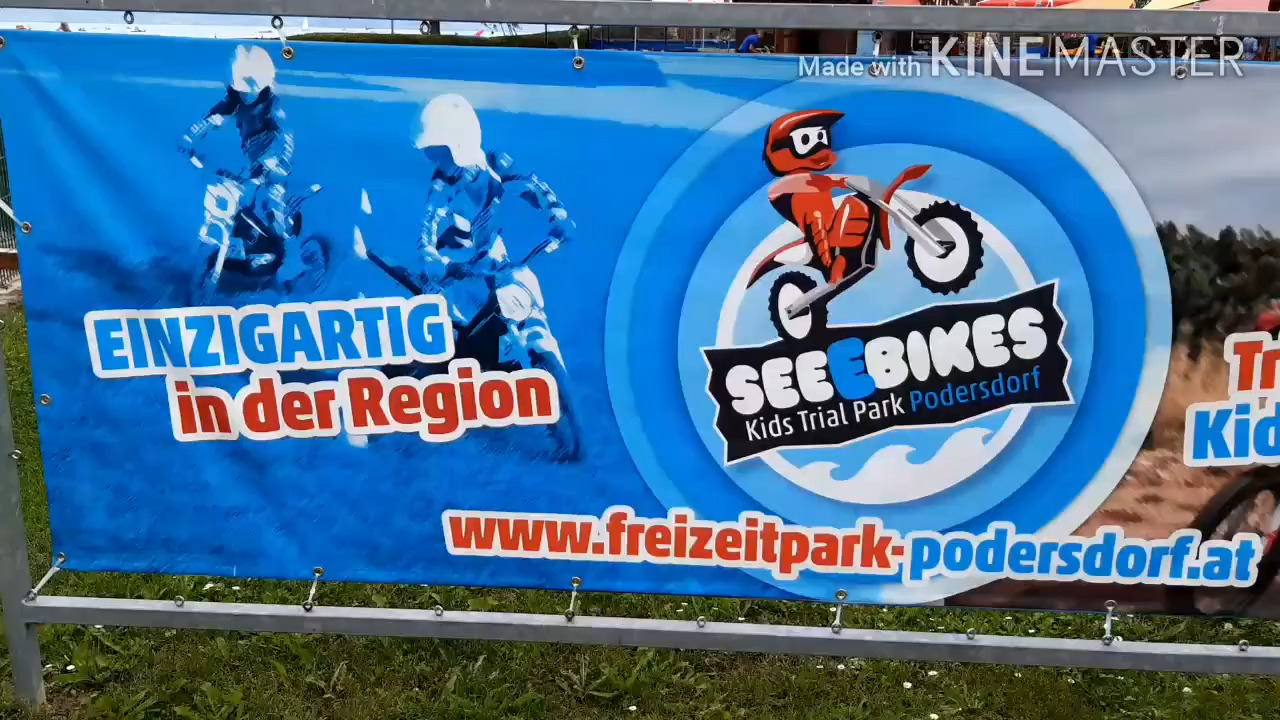 Made with KINEMASTER
EINZIGARTIG
in der Region
SEEEBIKES
Kids Trial Park Podersdorf
www.freizeitpark-podersdorf.at